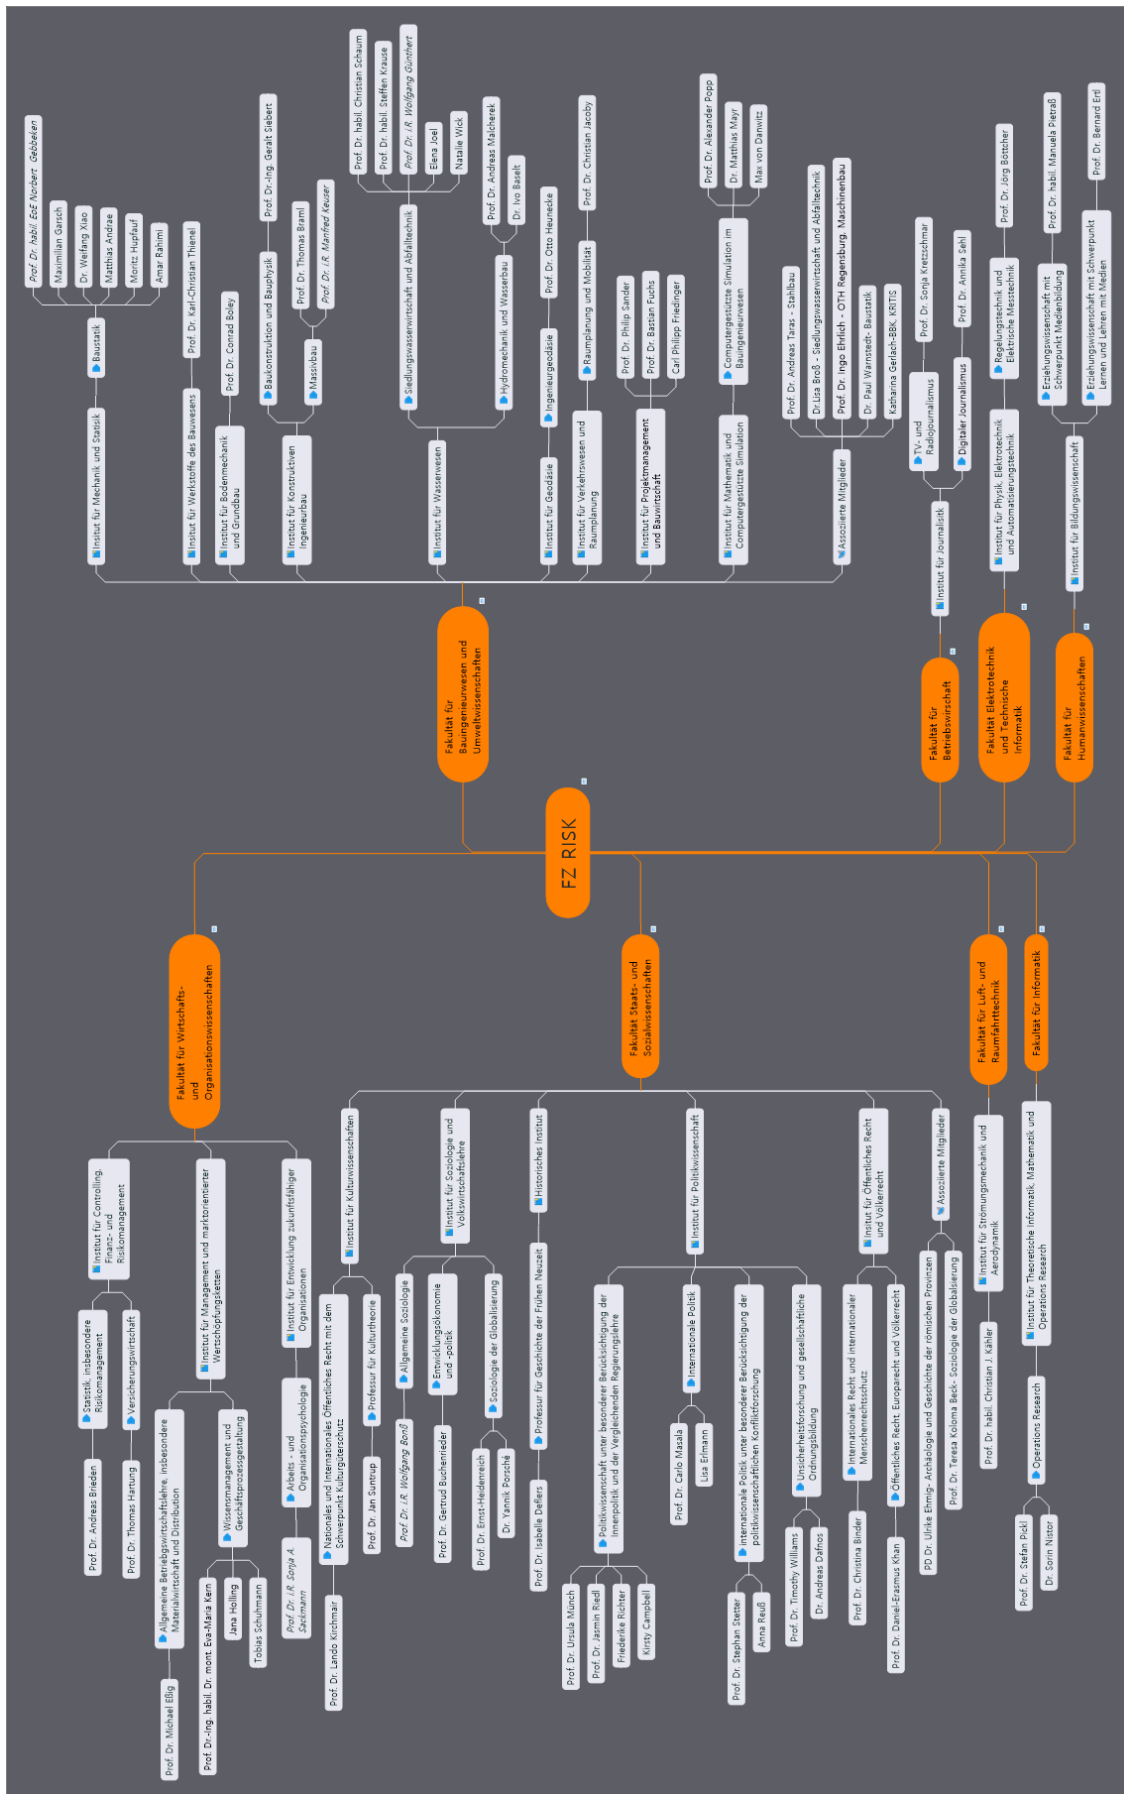 FZ RISK
Fakultät für
Bauingenieurwesen und
Umweltwissenschaften
Insitut für Mechanik und Statisik
Baustatik
Prof. Dr. habil. EoE Norbert Gebbeken
Maximilian Garsch
Dr. Weifang Xiao
Matthias Andrae
Moritz Hupfauf
Amar Rahimi
Insitut für Werkstoffe des Bauwesens
Prof. Dr. Karl-Christian Thienel
Institut für Bodenmechanik
und Grundbau
Prof. Dr. Conrad Boley
Institut für Konstruktiven
Ingenieurbau
Baukonstruktion und Bauphysik
Prof. Dr.-Ing. Geralt Siebert
Massivbau
Prof. Dr. Thomas Braml
Prof. Dr. i.R. Manfred Keuser
Institut für Wasserwesen
Siedlungswasserwirtschaft und Abfalltechnik
Prof. Dr. habil. Christian Schaum
Prof. Dr. habil. Steffen Krause
Prof. Dr. i.R. Wolfgang Günthert
Elena Joel
Natalie Wick
Hydromechanik und Wasserbau
Prof. Dr. Andreas Malcherek
Dr. Ivo Baselt
Institut für Geodäsie
Ingenieurgeodäsie
Prof. Dr. Otto Heunecke
Institut für Verkehrswesen und
Raumplanung
Raumplanung und Mobilität
Prof. Dr. Christian Jacoby
Institut für Projektmanagement
und Bauwirtschaft
Prof. Dr. Philip Sander
Prof. Dr. Bastian Fuchs
Carl Philipp Friedinger
Institut für Mathematik und
Computergestützte Simulation
Computergestützte Simulation im
Bauingenieurwesen
Prof. Dr. Alexander Popp
Dr. Matthias Mayr
Max von Danwitz
Assoziierte Mitglieder
Prof. Dr. Andreas Taras - Stahlbau
Dr.Lisa Broß - Siedlungswasserwirtschaft und Abfalltechnik
Prof. Dr. Ingo Ehrlich - OTH Regensburg, Maschinenbau
Dr. Paul Warnstedt- Baustatik
Katharina Gerlach-BBK, KRITIS
Fakultät für
Betriebswirschaft
Institut für Journalisitk
TV- und
Radiojournalismus
Prof. Dr. Sonja Kretzschmar
Digitaler Journalismus
Prof. Dr. Annika Sehl
Fakultät Elektrotechnik
und Technische
Informatik
Institut für Physik, Elektrotechnik
und Automatisierungstechnik
Regelungstechnik und
Elektrische Messtechnik
Prof. Dr. Jörg Böttcher
Fakultät für
Humanwissenschaften
Institut für Bildungswissenschaft
Erziehungswissenschaft mit
Schwerpunkt Medienbildung
Prof. Dr. habil. Manuela Pietraß
Erziehungswissenschaft mit Schwerpunkt
Lernen und Lehren mit Medien
Prof. Dr. Bernard Ertl
Fakultät für Wirtschafts-
und
Organisationswissenschaften
Institut für Controlling,
Finanz- und
Risikomanagement
Statistik, insbesondere
Risikomanagement
Prof. Dr. Andreas Brieden
Versicherungswirtschaft
Prof. Dr. Thomas Hartung
Institut für Management und marktorientierter
Wertschöpfungsketten
Allgemeine Betriebgswirtschaftslehre, insbesondere
Materialwirtschaft und Distribution
Prof. Dr. Michael Eßig
Wissensmanagement und
Geschäftsprozessgestaltung
Prof. Dr.-Ing. habil. Dr. mont. Eva-Maria Kern
Jana Holling
Tobias Schuhmann
Institut für Entwicklung zukunftsfähiger
Organisationen
Arbeits - und
Organisationspsychologie
Prof. Dr. i.R. Sonja A.
Sackmann
Fakultät Staats- und
Sozialwissenschaften
Institut für Kulturwissenschaften
Nationales und Internationales Öffentliches Recht mit dem
Schwerpunkt Kulturgüterschutz
Prof. Dr. Lando Kirchmair
Professur für Kulturtheorie
Prof. Dr. Jan Suntrup
Institut für Soziologie und
Volkswirtschaftslehre
Allgemeine Soziologie
Prof. Dr. i.R. Wolfgang Bonß
Entwicklungsökonomie
und -politik
Prof. Dr. Gertrud Buchenrieder
Soziologie der Globalisierung
Prof. Dr. Ernst-Heidenreich
Dr. Yannik Porsché
Historisches Institut
Professur für Geschichte der Frühen Neuzeit
Prof. Dr. Isabelle Deflers
Institut für Politikwissenschaft
Politikwissenschaft unter besonderer Berücksichtigung der
Innenpolitik und der Vergleichenden Regierungslehre
Prof. Dr. Ursula Münch
Prof. Dr. Jasmin Riedl
Friederike Richter
Kirsty Campbell
Internationale Politik
Prof. Dr. Carlo Masala
Lisa Erlmann
internationale Politik unter besonderer Berücksichtigung der
politikwissenschaftlichen Konfliktforschung
Prof. Dr. Stephan Stetter
Anna Reuß
Unsicherheitsforschung und gesellschaftliche
Ordnungsbildung
Prof. Dr. Timothy Williams
Dr. Andreas Dafnos
Insitut für Öffentliches Recht
und Völkerrecht
Internationales Recht und internationaler
Menschenrechtsschutz
Prof. Dr. Christina Binder
Öffentliches Recht, Europarecht und Völkerrecht
Prof. Dr. Daniel-Erasmus Khan
Assoziierte Mitglieder
PD Dr. Ulrike Ehmig- Archäologie und Geschichte der römischen Provinzen
Prof. Dr. Teresa Koloma Beck- Soziologie der Globalsierung
Fakultät für Luft- und
Raumfahrttechnik
Institut für Strömungsmechanik und
Aerodynamik
Prof. Dr. habil. Christian J. Kähler
Fakultät für Informatik
Institut für Theoretische Informatik, Mathematik und
Operations Research
Operations Research
Prof. Dr. Stefan Pickl
Dr. Sorin Nistor